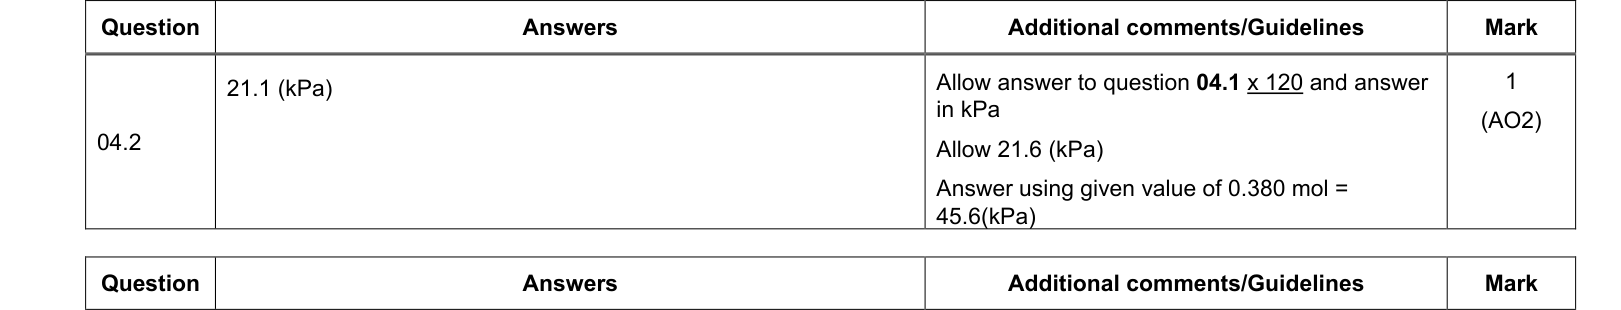 Question Answers Additional comments/Guidelines Mark
04.2
21.1 (kPa)
Allow answer to question 04.1 x 120 and answer
in kPa
Allow 21.6 (kPa)
Answer using given value of 0.380 mol =
45.6(kPa)
1
(AO2)
Question Answers Additional comments/Guidelines Mark